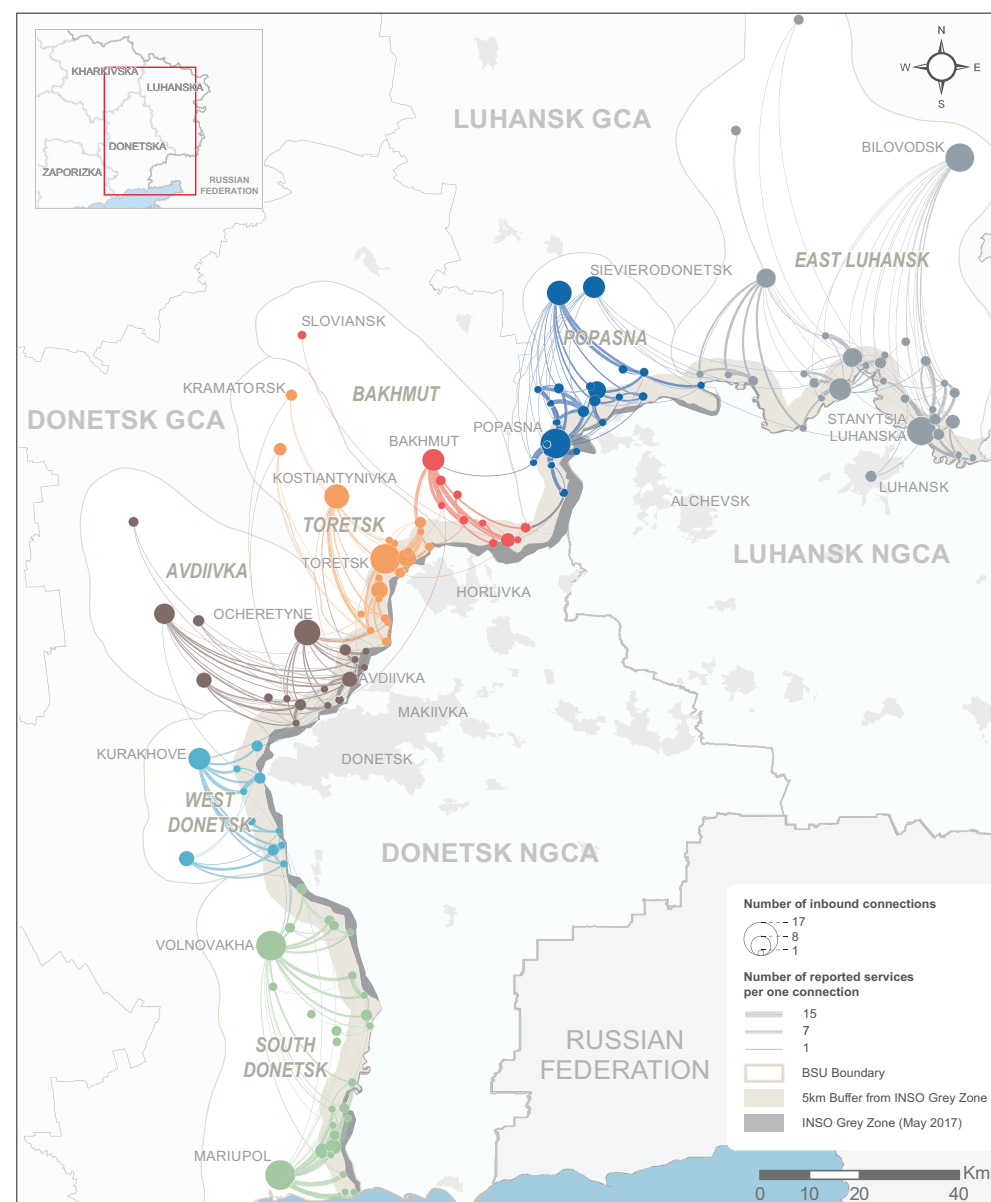 KHARKIVSKA
LUHANSKA
DONETSKA
ZAPORIZKA
RUSSIAN
FEDERATION
N
W
E
S
LUHANSK GCA
BILOVODSK
EAST LUHANSK
SIEVIERODONETSK
SLOVIANSK
POPASNA
KRAMATORSK
BAKHMUT
DONETSK GCA
STANYTSIA
LUHANSKA
POPASNA
BAKHMUT
KOSTIANTYNIVKA
LUHANSK
ALCHEVSK
TORETSK
LUHANSK NGCA
TORETSK
AVDIIVKA
HORLIVKA
OCHERETYNE
AVDIIVKA
MAKIIVKA
KURAKHOVE
DONETSK
WEST
DONETSK
DONETSK NGCA
VOLNOVAKHA
SOUTH
DONETSK
RUSSIAN
FEDERATION
MARIUPOL
Number of inbound connections
17
8
1
Number of reported services
per one connection
15
7
1
BSU Boundary
5km Buffer from INSO Grey Zone
INSO Grey Zone (May 2017)
Km
0 10 20 40